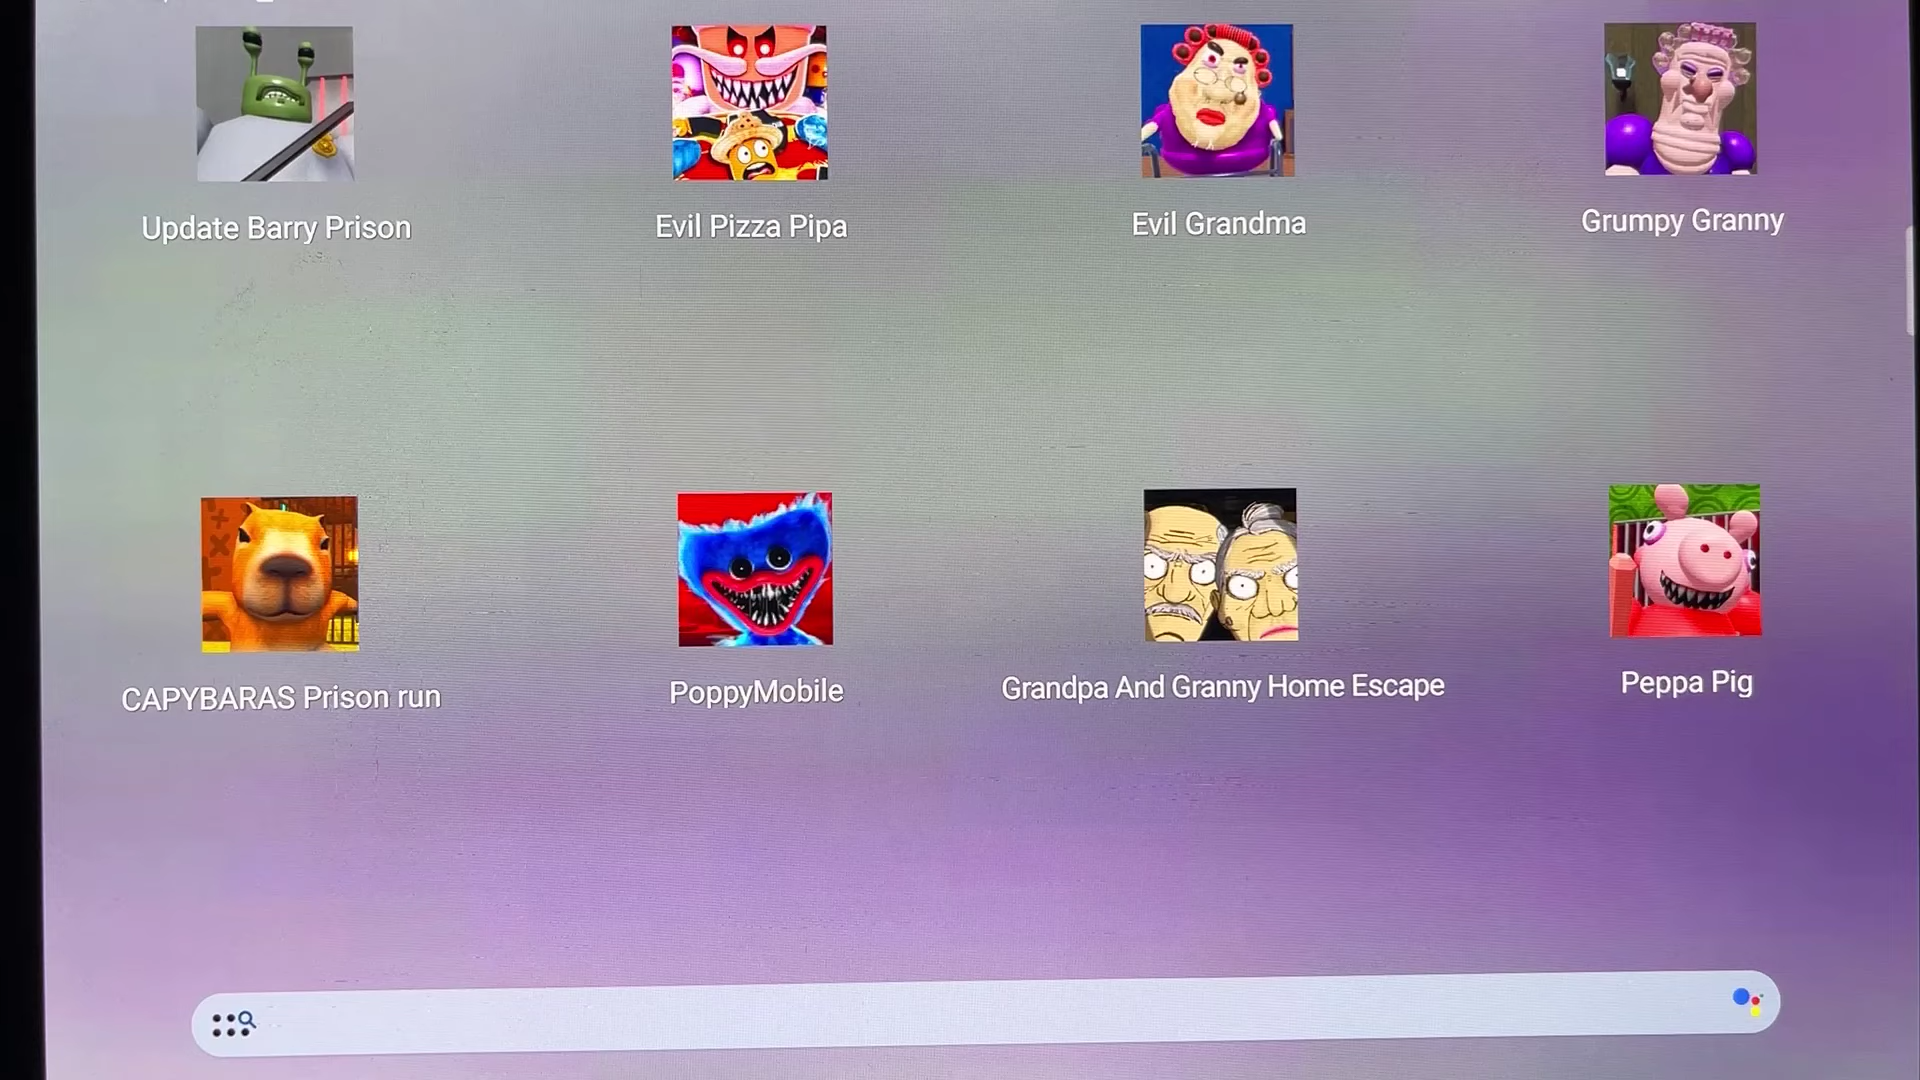 Update Barry Prison
Evil Pizza Pipa
Evil Grandma
Grumpy Granny
CAPYBARAS Prison run
PoppyMobile
Grandpa And Granny Home Escape
Peppa Pig